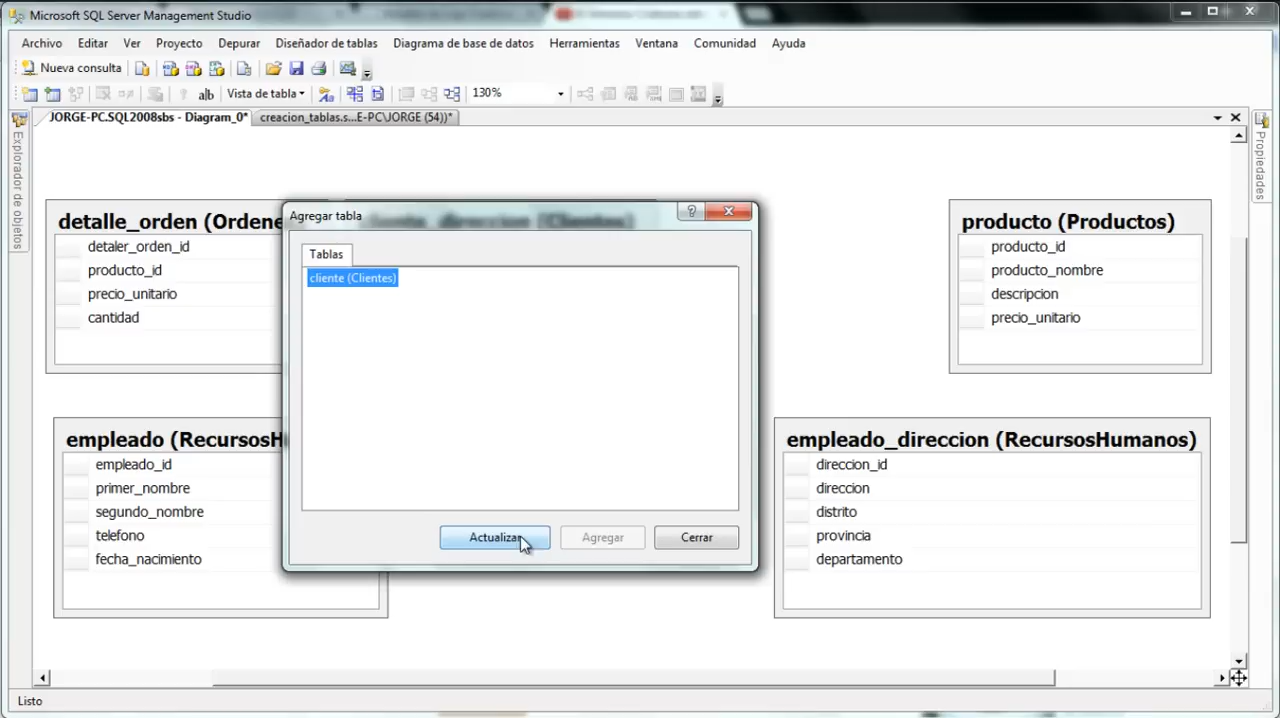 Microsoft SQL Server Management Studio
Archivo Editar Ver Proyecto Depurar Diseñador de tablas Diagrama de base de datos Herramientas Ventana Comunidad Ayuda
Nueva consulta
Vista de tabla 130%
JORGE-PC.SQL2008sbs - Diagram_0* creacion_tablas.s...E-PC\JORGE (54))*
Explorador de objetos
Propiedades
detalle_orden (Ordene
detaler_orden_id
producto_id
precio_unitario
cantidad
producto (Productos)
producto_id
producto_nombre
descripcion
precio_unitario
Agregar tabla
Tablas
cliente (Clientes)
Actualizar Agregar Cerrar
empleado (RecursosH
empleado_id
primer_nombre
segundo_nombre
telefono
fecha_nacimiento
empleado_direccion (RecursosHumanos)
direccion_id
direccion
distrito
provincia
departamento
Listo